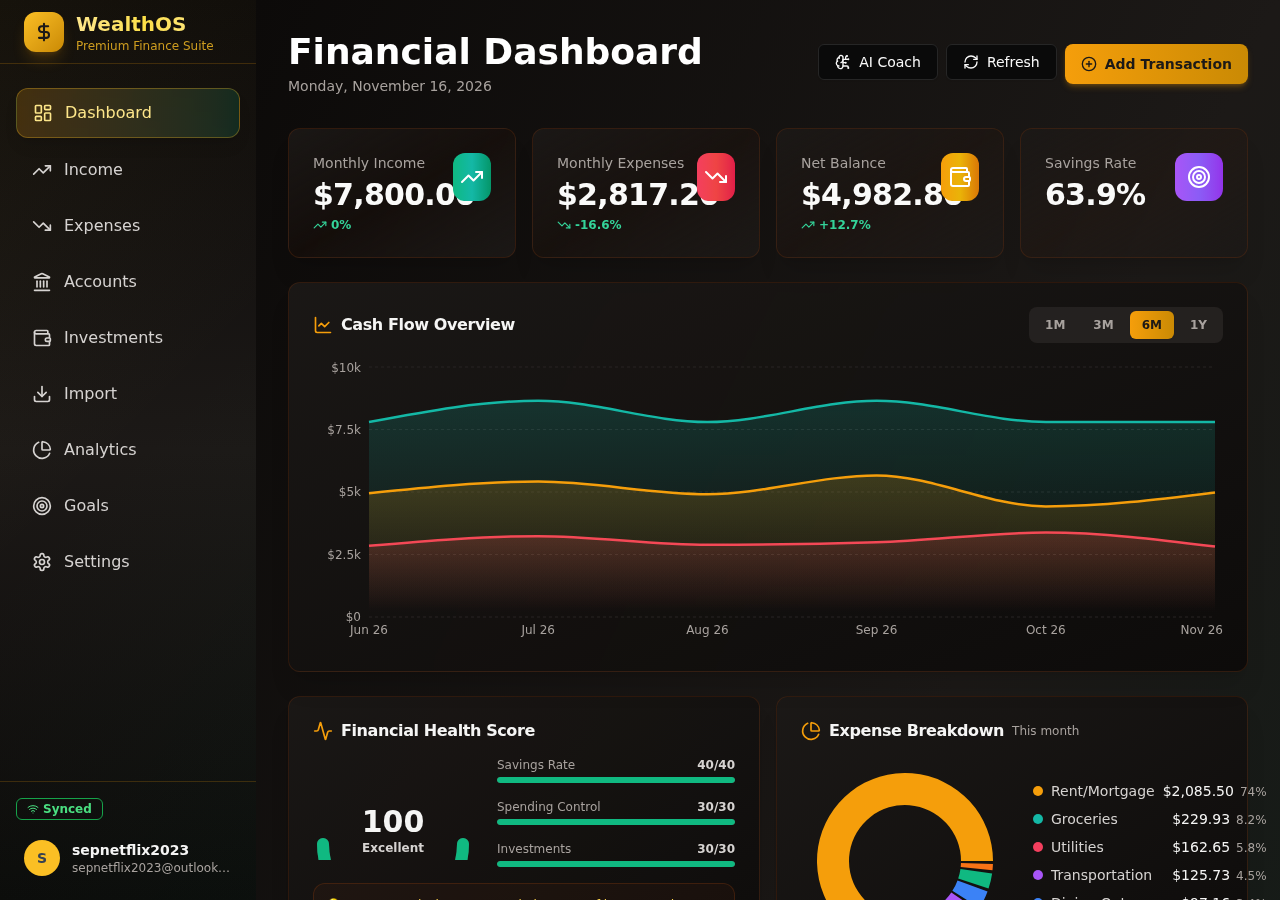 WealthOS
Premium Finance Suite
Dashboard
Income
Expenses
Accounts
Investments
Import
Analytics
Goals
Settings
Synced
S
sepnetflix2023
sepnetflix2023@outlook...
Financial Dashboard
Monday, November 16, 2026
AI Coach
Refresh
Add Transaction
Monthly Income
$7,800.0
0%
Monthly Expenses
$2,817.2
-16.6%
Net Balance
$4,982.8
+12.7%
Savings Rate
63.9%
Cash Flow Overview
1M 3M 6M 1Y
$10k
$7.5k
$5k
$2.5k
$0
Jun 26 Jul 26 Aug 26 Sep 26 Oct 26 Nov 26
Financial Health Score
100
Excellent
Savings Rate 40/40
Spending Control 30/30
Investments 30/30
Expense Breakdown This month
Rent/Mortgage $2,085.50 74%
Groceries $229.93 8.2%
Utilities $162.65 5.8%
Transportation $125.73 4.5%